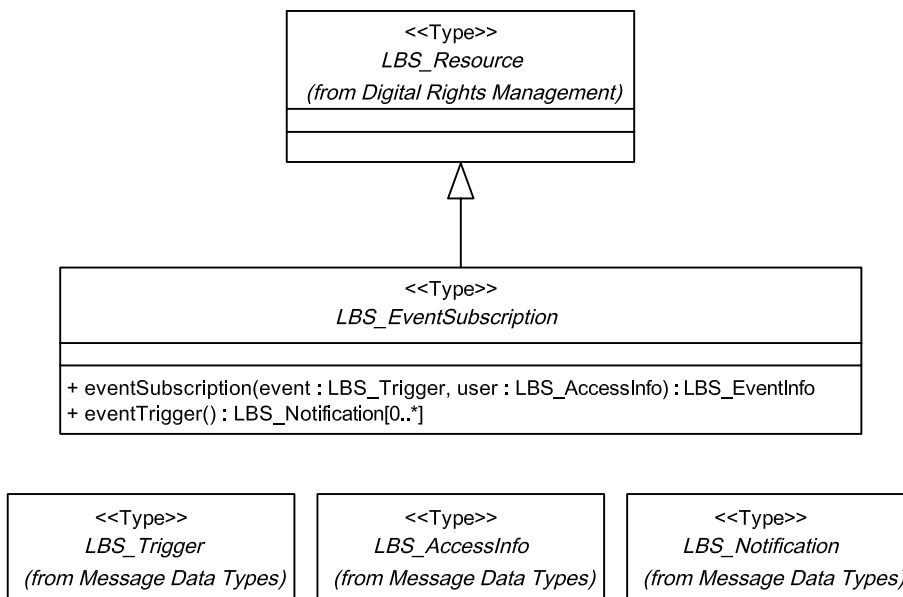 <<Type>>
LBS_Resource
(from Digital Rights Management)
<<Type>>
LBS_EventSubscription
+ eventSubscription(event : LBS_Trigger, user : LBS_AccessInfo) : LBS_EventInfo
+ eventTrigger() : LBS_Notification[0..*]
<<Type>>
LBS_Trigger
(from Message Data Types)
<<Type>>
LBS_AccessInfo
(from Message Data Types)
<<Type>>
LBS_Notification
(from Message Data Types)